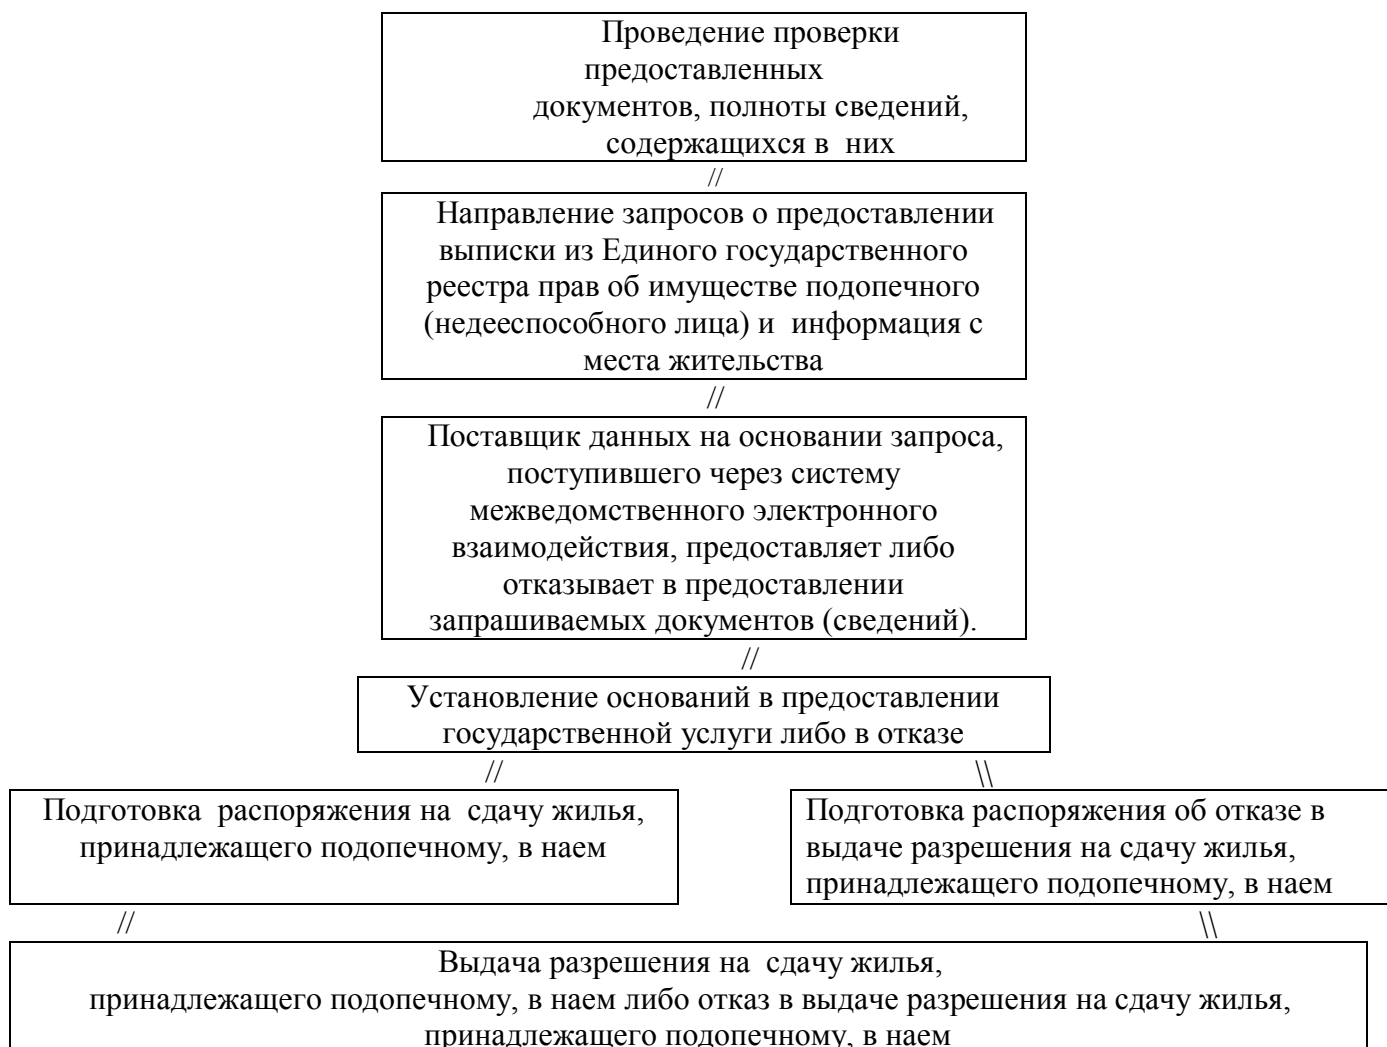 Проведение проверки
предоставленных
документов, полноты сведений,
содержащихся в них
//
Направление запросов о предоставлении
выписки из Единого государственного
реестра прав об имуществе подопечного
(недееспособного лица) и информация с
места жительства
//
Поставщик данных на основании запроса,
поступившего через систему
межведомственного электронного
взаимодействия, предоставляет либо
отказывает в предоставлении
запрашиваемых документов (сведений).
//
Установление оснований в предоставлении
государственной услуги либо в отказе
// \\
Подготовка распоряжения на сдачу жилья,
принадлежащего подопечному, в наем
Подготовка распоряжения об отказе в
выдаче разрешения на сдачу жилья,
принадлежащего подопечному, в наем
// \\
Выдача разрешения на сдачу жилья,
принадлежащего подопечному, в наем либо отказ в выдаче разрешения на сдачу жилья,
принадлежащего подопечному, в наем